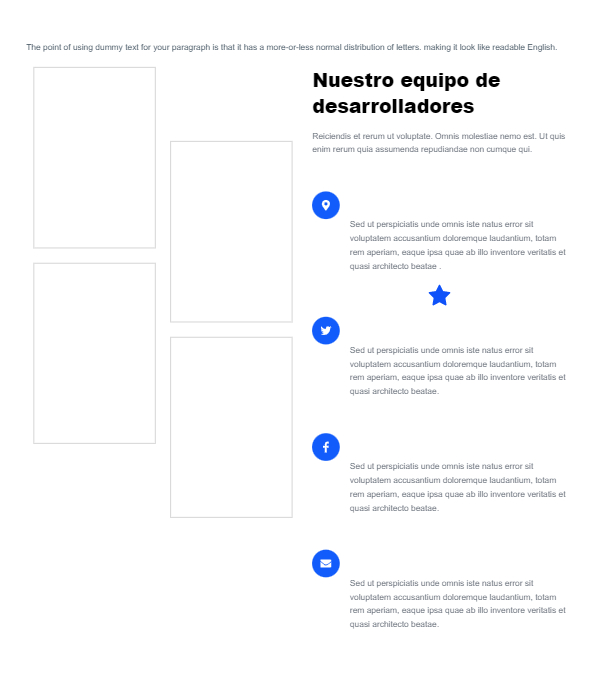 The point of using dummy text for your paragraph is that it has a more-or-less normal distribution of letters. making it look like readable English.
Nuestro equipo de
desarrolladores
Reiciendis et rerum ut voluptate. Omnis molestiae nemo est. Ut quis
enim rerum quia assumenda repudiandae non cumque qui.
Sed ut perspiciatis unde omnis iste natus error sit
voluptatem accusantium doloremque laudantium, totam
rem aperiam, eaque ipsa quae ab illo inventore veritatis et
quasi architecto beatae .
Sed ut perspiciatis unde omnis iste natus error sit
voluptatem accusantium doloremque laudantium, totam
rem aperiam, eaque ipsa quae ab illo inventore veritatis et
quasi architecto beatae.
Sed ut perspiciatis unde omnis iste natus error sit
voluptatem accusantium doloremque laudantium, totam
rem aperiam, eaque ipsa quae ab illo inventore veritatis et
quasi architecto beatae.
Sed ut perspiciatis unde omnis iste natus error sit
voluptatem accusantium doloremque laudantium, totam
rem aperiam, eaque ipsa quae ab illo inventore veritatis et
quasi architecto beatae.